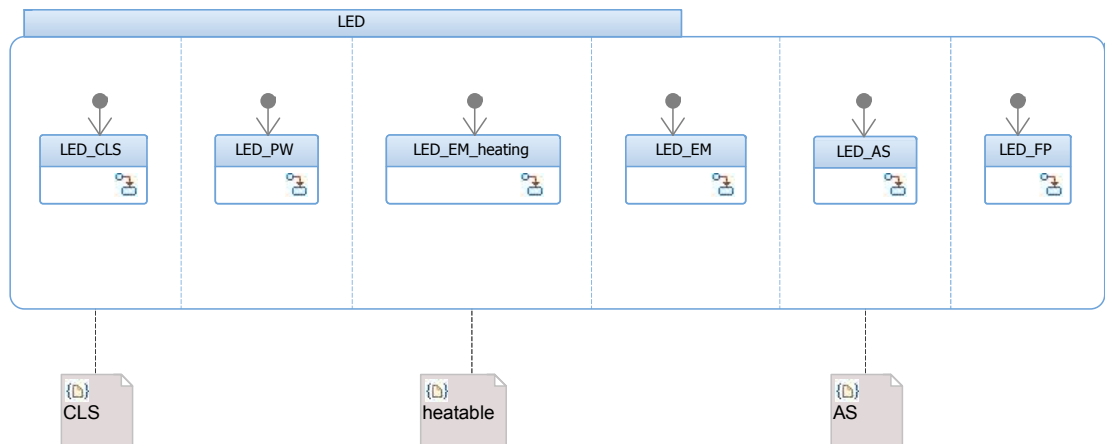 LED
LED_CLS
LED_PW
LED_EM_heating
LED_EM
LED_AS
LED_FP
CLS
heatable
AS